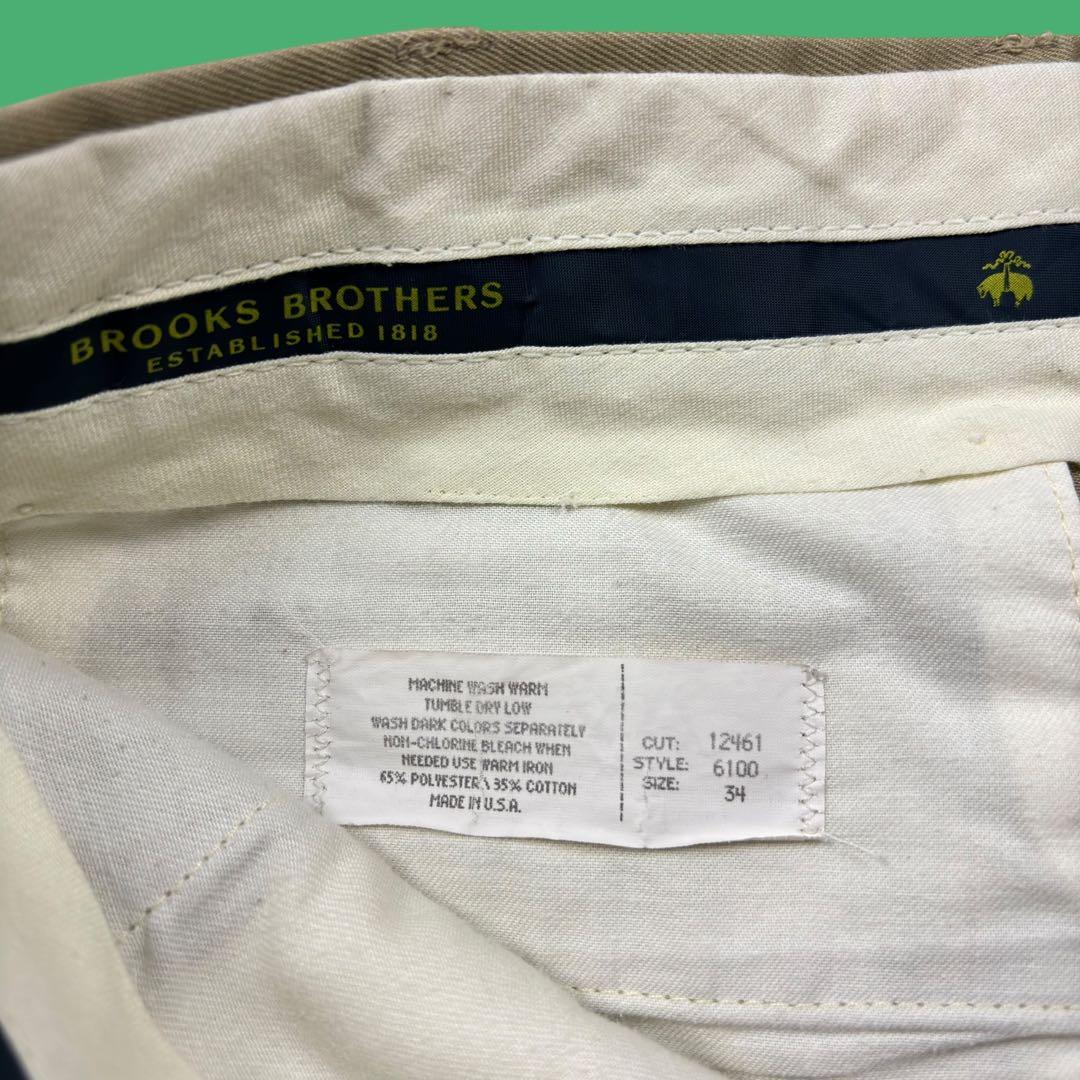 BROOKS BROTHERS
ESTABLISHED 1818
MACHINE WASH WARM
TUMBLE DRY LOW
WASH DARK COLORS SEPARATELY
NON-CHLORINE BLEACH WHEN
NEEDED USE WARM IRON
65% POLYESTER \ 35% COTTON
MADE IN U.S.A.
CUT: 12461
STYLE: 6100
SIZE: 34